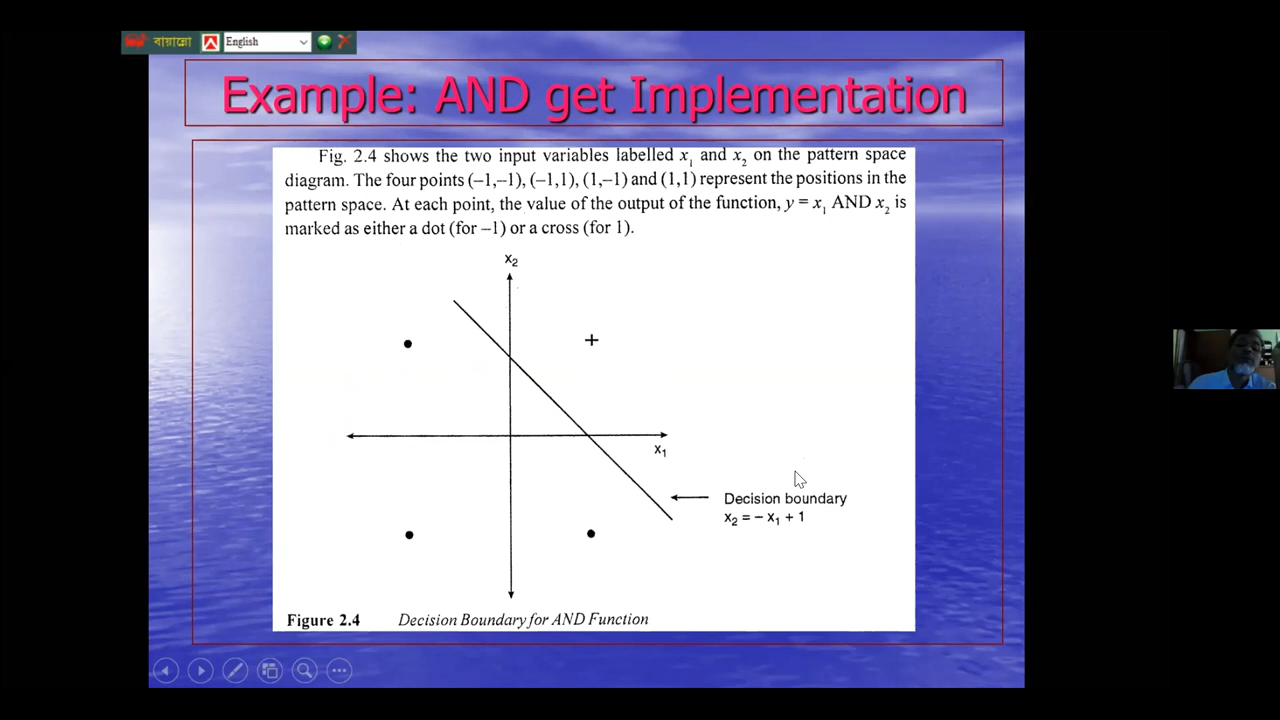 বায়ান্নো English
Example: AND get Implementation
Fig. 2.4 shows the two input variables labelled x₁ and x₂ on the pattern space
diagram. The four points (−1,−1), (−1,1), (1,−1) and (1,1) represent the positions in the
pattern space. At each point, the value of the output of the function, y = x₁ AND x₂ is
marked as either a dot (for −1) or a cross (for 1).
x₂
x₁
Decision boundary
x₂ = − x₁ + 1
Figure 2.4 Decision Boundary for AND Function